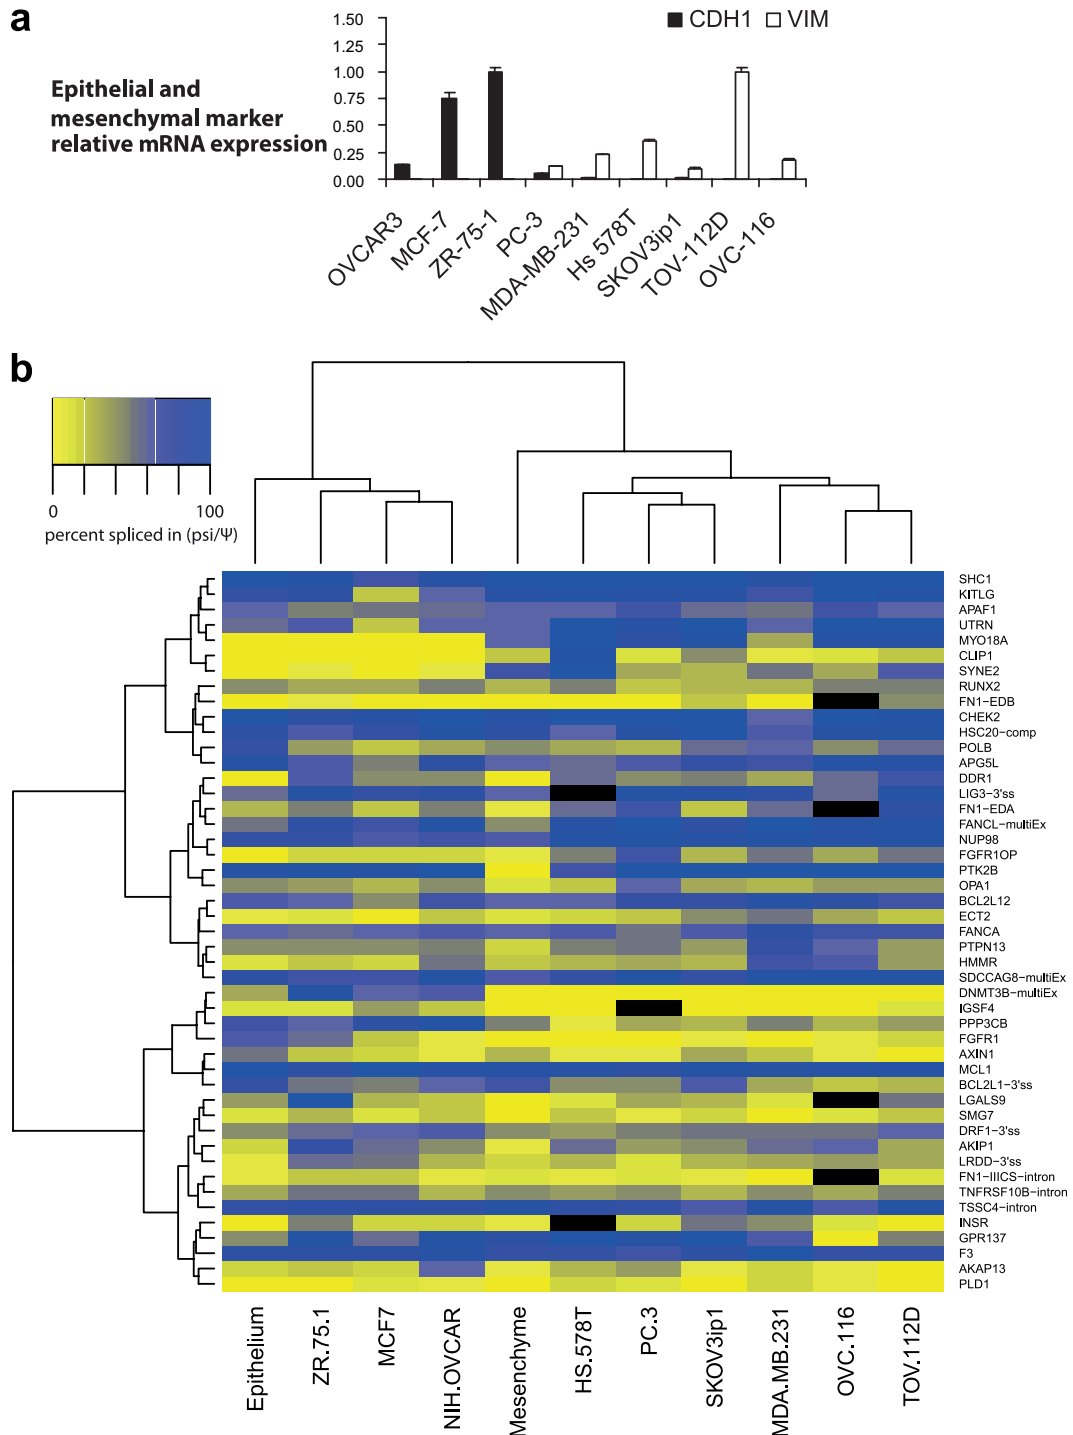 a
CDH1 VIM
Epithelial and
mesenchymal marker
relative mRNA expression
1.50
1.25
1.00
0.75
0.50
0.25
0.00
OVCAR3
MCF-7
ZR-75-1
PC-3
MDA-MB-231
Hs 578T
SKOV3ip1
TOV-112D
OVC-116
b
0 100
percent spliced in (psi/Ψ)
SHC1
KITLG
APAF1
UTRN
MYO18A
CLIP1
SYNE2
RUNX2
FN1−EDB
CHEK2
HSC20−comp
POLB
APG5L
DDR1
LIG3−3'ss
FN1−EDA
FANCL−multiEx
NUP98
FGFR1OP
PTK2B
OPA1
BCL2L12
ECT2
FANCA
PTPN13
HMMR
SDCCAG8−multiEx
DNMT3B−multiEx
IGSF4
PPP3CB
FGFR1
AXIN1
MCL1
BCL2L1−3'ss
LGALS9
SMG7
DRF1−3'ss
AKIP1
LRDD−3'ss
FN1−IIICS−intron
TNFRSF10B−intron
TSSC4−intron
INSR
GPR137
F3
AKAP13
PLD1
Epithelium
ZR.75.1
MCF7
NIH.OVCAR
Mesenchyme
HS.578T
PC.3
SKOV3ip1
MDA.MB.231
OVC.116
TOV.112D